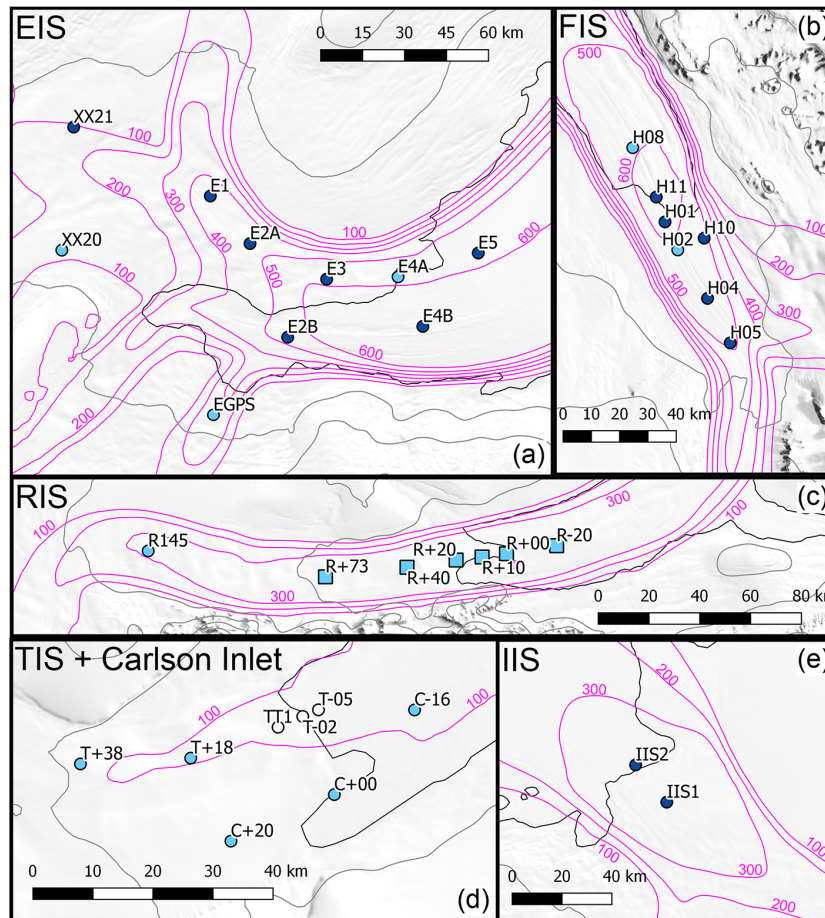 EIS
0 15 30 45 60 km
XX21
100
200
300
E1
400
E2A
100
XX20
100
500
E3
E4A
E5
600
E2B
E4B
600
EGPS
200
(a)
FIS
(b)
500
H08
600
H11
H01
H10
H02
100
200
400
H04
300
500
H05
0 10 20 30 40 km
RIS
(c)
300
100
R145
R+73
R+20
R+40
R+10
R+00
R-20
100
300
0 20 40 60 80 km
TIS + Carlson Inlet
100
T-05
TT1
T-02
C-16
100
T+38
T+18
C+00
C+20
0 10 20 30 40 km
(d)
IIS
(e)
200
300
IIS2
IIS1
100
100
300
200
0 20 40 km